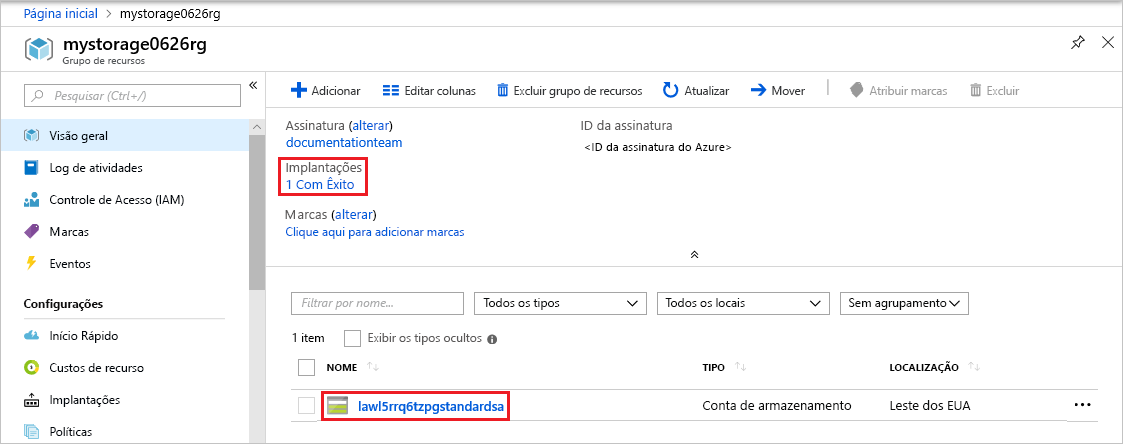 Página inicial > mystorage0626rg
mystorage0626rg
Grupo de recursos
Pesquisar (Ctrl+/)
Visão geral
Log de atividades
Controle de Acesso (IAM)
Marcas
Eventos
Configurações
Início Rápido
Custos de recurso
Implantações
Políticas
Adicionar Editar colunas Excluir grupo de recursos Atualizar Mover Atribuir marcas Excluir
Assinatura (alterar)
documentationteam
ID da assinatura
<ID da assinatura do Azure>
Implantações
1 Com Êxito
Marcas (alterar)
Clique aqui para adicionar marcas
Filtrar por nome... Todos os tipos Todos os locais Sem agrupamento
1 item Exibir os tipos ocultos
NOME TIPO LOCALIZAÇÃO
lawl5rrq6tzpgstandardsa Conta de armazenamento Leste dos EUA